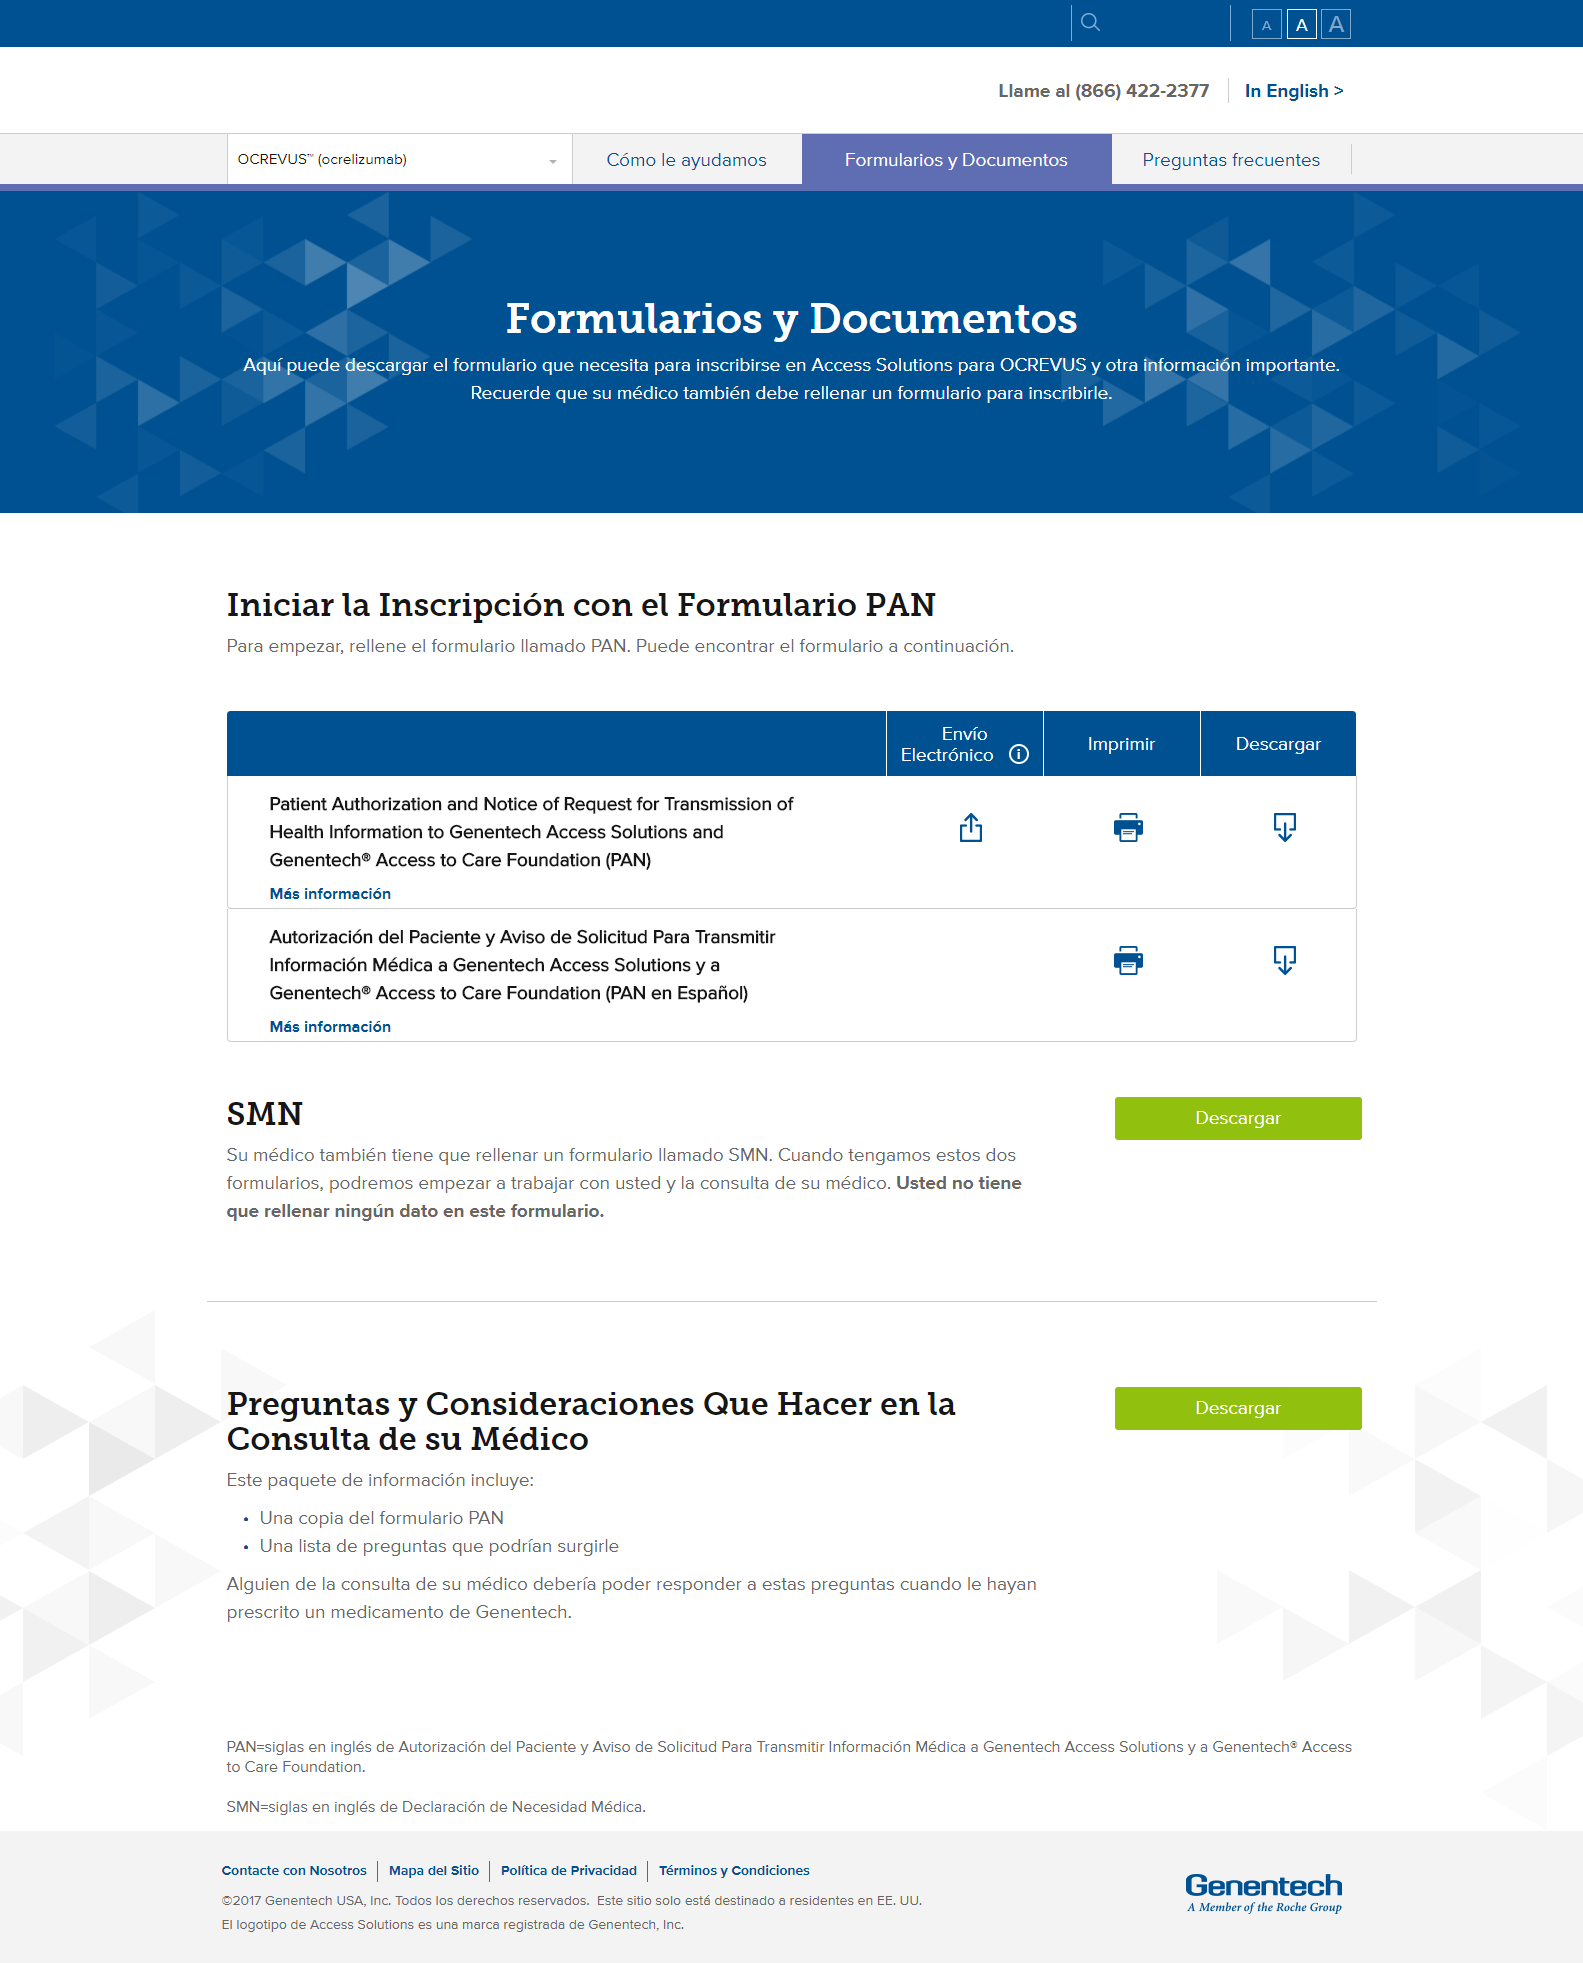 A A A
Llame al (866) 422-2377 In English >
OCREVUS™ (ocrelizumab) Cómo le ayudamos Formularios y Documentos Preguntas frecuentes
Formularios y Documentos
Aquí puede descargar el formulario que necesita para inscribirse en Access Solutions para OCREVUS y otra información importante.
Recuerde que su médico también debe rellenar un formulario para inscribirle.
Iniciar la Inscripción con el Formulario PAN
Para empezar, rellene el formulario llamado PAN. Puede encontrar el formulario a continuación.
Envío
Electrónico Imprimir Descargar
Patient Authorization and Notice of Request for Transmission of
Health Information to Genentech Access Solutions and
Genentech® Access to Care Foundation (PAN)
Más información
Autorización del Paciente y Aviso de Solicitud Para Transmitir
Información Médica a Genentech Access Solutions y a
Genentech® Access to Care Foundation (PAN en Español)
Más información
SMN
Descargar
Su médico también tiene que rellenar un formulario llamado SMN. Cuando tengamos estos dos
formularios, podremos empezar a trabajar con usted y la consulta de su médico. Usted no tiene
que rellenar ningún dato en este formulario.
Preguntas y Consideraciones Que Hacer en la
Consulta de su Médico
Descargar
Este paquete de información incluye:
• Una copia del formulario PAN
• Una lista de preguntas que podrían surgirle
Alguien de la consulta de su médico debería poder responder a estas preguntas cuando le hayan
prescrito un medicamento de Genentech.
PAN=siglas en inglés de Autorización del Paciente y Aviso de Solicitud Para Transmitir Información Médica a Genentech Access Solutions y a Genentech® Access
to Care Foundation.
SMN=siglas en inglés de Declaración de Necesidad Médica.
Contacte con Nosotros Mapa del Sitio Política de Privacidad Términos y Condiciones
©2017 Genentech USA, Inc. Todos los derechos reservados. Este sitio solo está destinado a residentes en EE. UU.
El logotipo de Access Solutions es una marca registrada de Genentech, Inc.
Genentech
A Member of the Roche Group